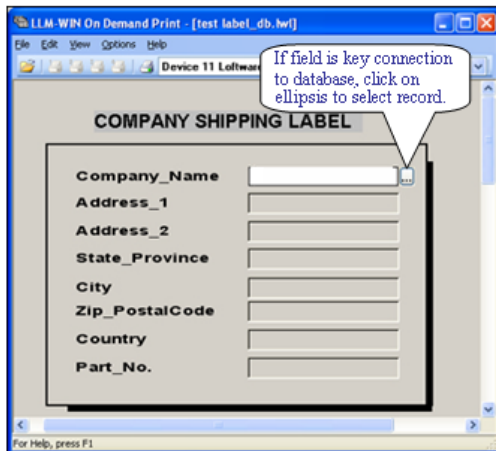 LLM-WIN On Demand Print - [test label_db.lwl]
File Edit View Options Help
Device 11 Loftwar
If field is key connection
to database, click on
ellipsis to select record.
COMPANY SHIPPING LABEL
Company_Name
...
Address_1
Address_2
State_Province
City
Zip_PostalCode
Country
Part_No.
For Help, press F1